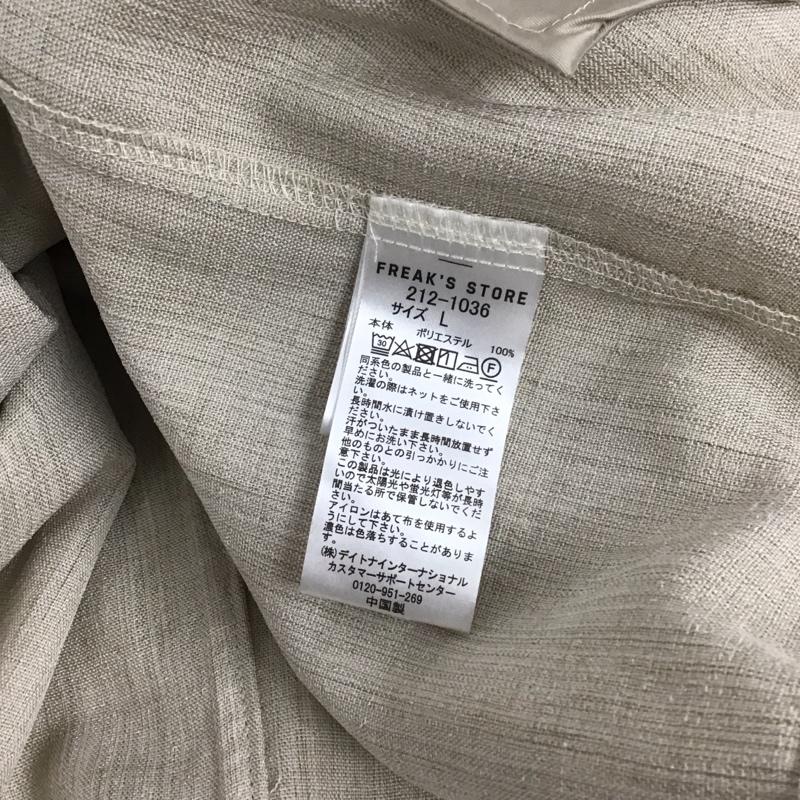 FREAK'S STORE
212-1036
サイズ L
本体 ポリエステル 100%
30 F
同系色の製品と一緒に洗ってく
ださい。
洗濯の際はネットをご使用下さ
い。
長時間水に漬け置きしないでく
ださい。
汗がついたまま長時間放置せず
早めにお洗い下さい。
他のものとの引っかかりにご注
意下さい。
この製品は光により退色しやす
いので太陽光や蛍光灯等が長時
間当たる所で保管しないでくだ
さい。
アイロンはあて布を使用するよ
うにして下さい。
濃色は色落ちすることがありま
す。
(株)デイトナインターナショナル
カスタマーサポートセンター
0120-951-269
中国製